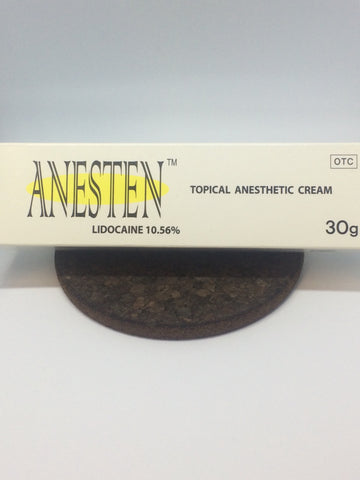 OTC
ANESTEN™
TOPICAL ANESTHETIC CREAM
LIDOCAINE 10.56%
30g